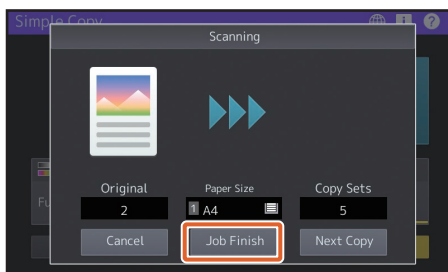 Simple Copy
Scanning
Original
Paper Size
Copy Sets
2
1 A4
5
Cancel
Job Finish
Next Copy